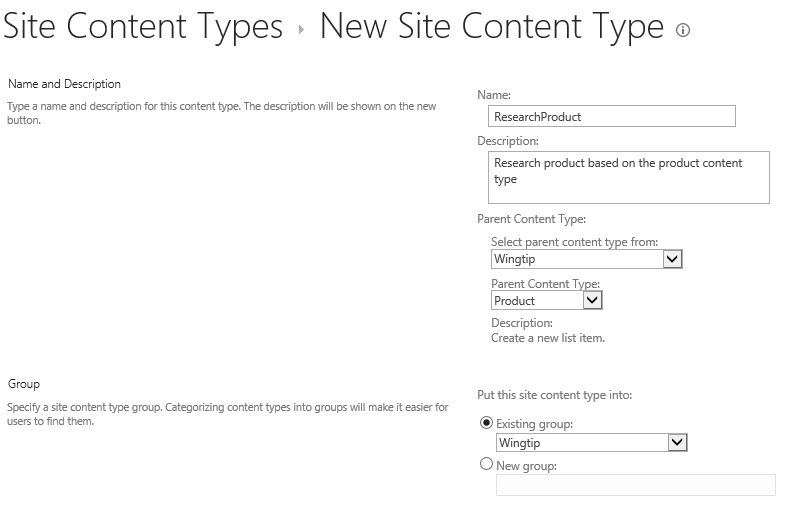 Site Content Types ▸ New Site Content Type
Name and Description
Type a name and description for this content type. The description will be shown on the new
button.
Name:
ResearchProduct
Description:
Research product based on the product content
type
Parent Content Type:
Select parent content type from:
Wingtip
Parent Content Type:
Product
Description:
Create a new list item.
Group
Specify a site content type group. Categorizing content types into groups will make it easier for
users to find them.
Put this site content type into:
Existing group:
Wingtip
New group: